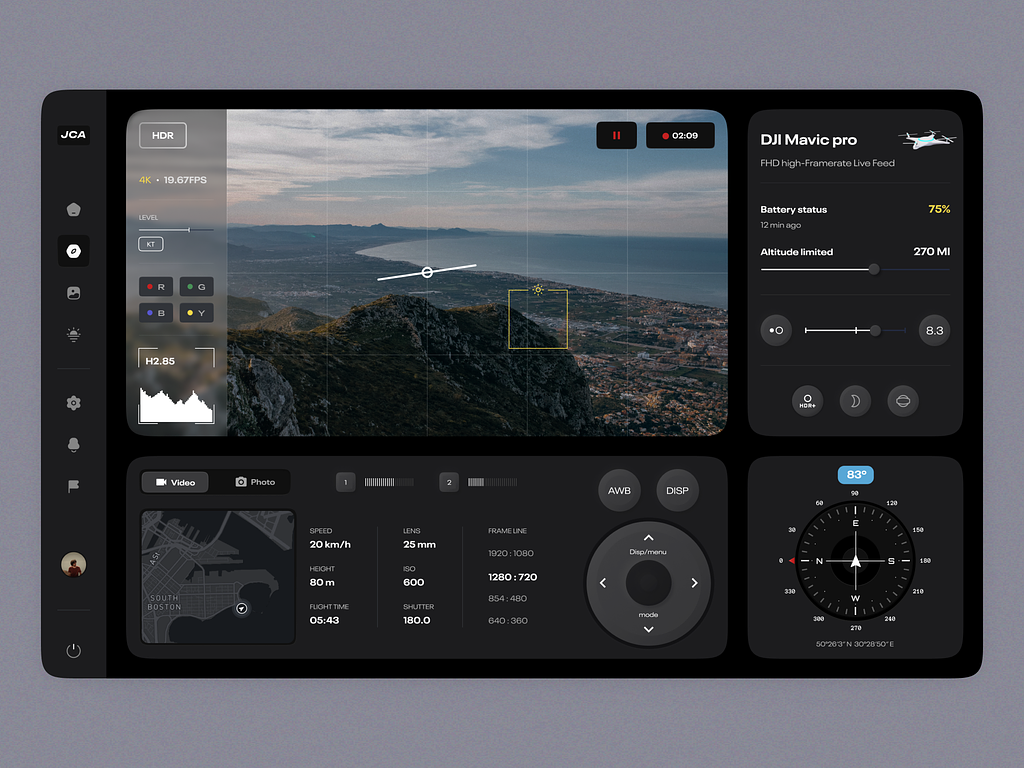 JCA
HDR
4K • 19.67FPS
LEVEL
KT
R
G
B
Y
H2.85
02:09
DJI Mavic pro
FHD high-Framerate Live Feed
Battery status
75%
12 min ago
Altitude limited
270 MI
8.3
HDR+
Video
Photo
1
2
AWB
DISP
A St
SOUTH
BOSTON
SPEED
20 km/h
HEIGHT
80 m
FLIGHT TIME
05:43
LENS
25 mm
ISO
600
SHUTTER
180.0
FRAME LINE
1920 : 1080
1280 : 720
854 : 480
640 : 360
Disp/menu
mode
83°
90
60
120
30
150
0
180
330
210
300
240
270
E
N
S
W
50°26'3" N 30°28'50" E